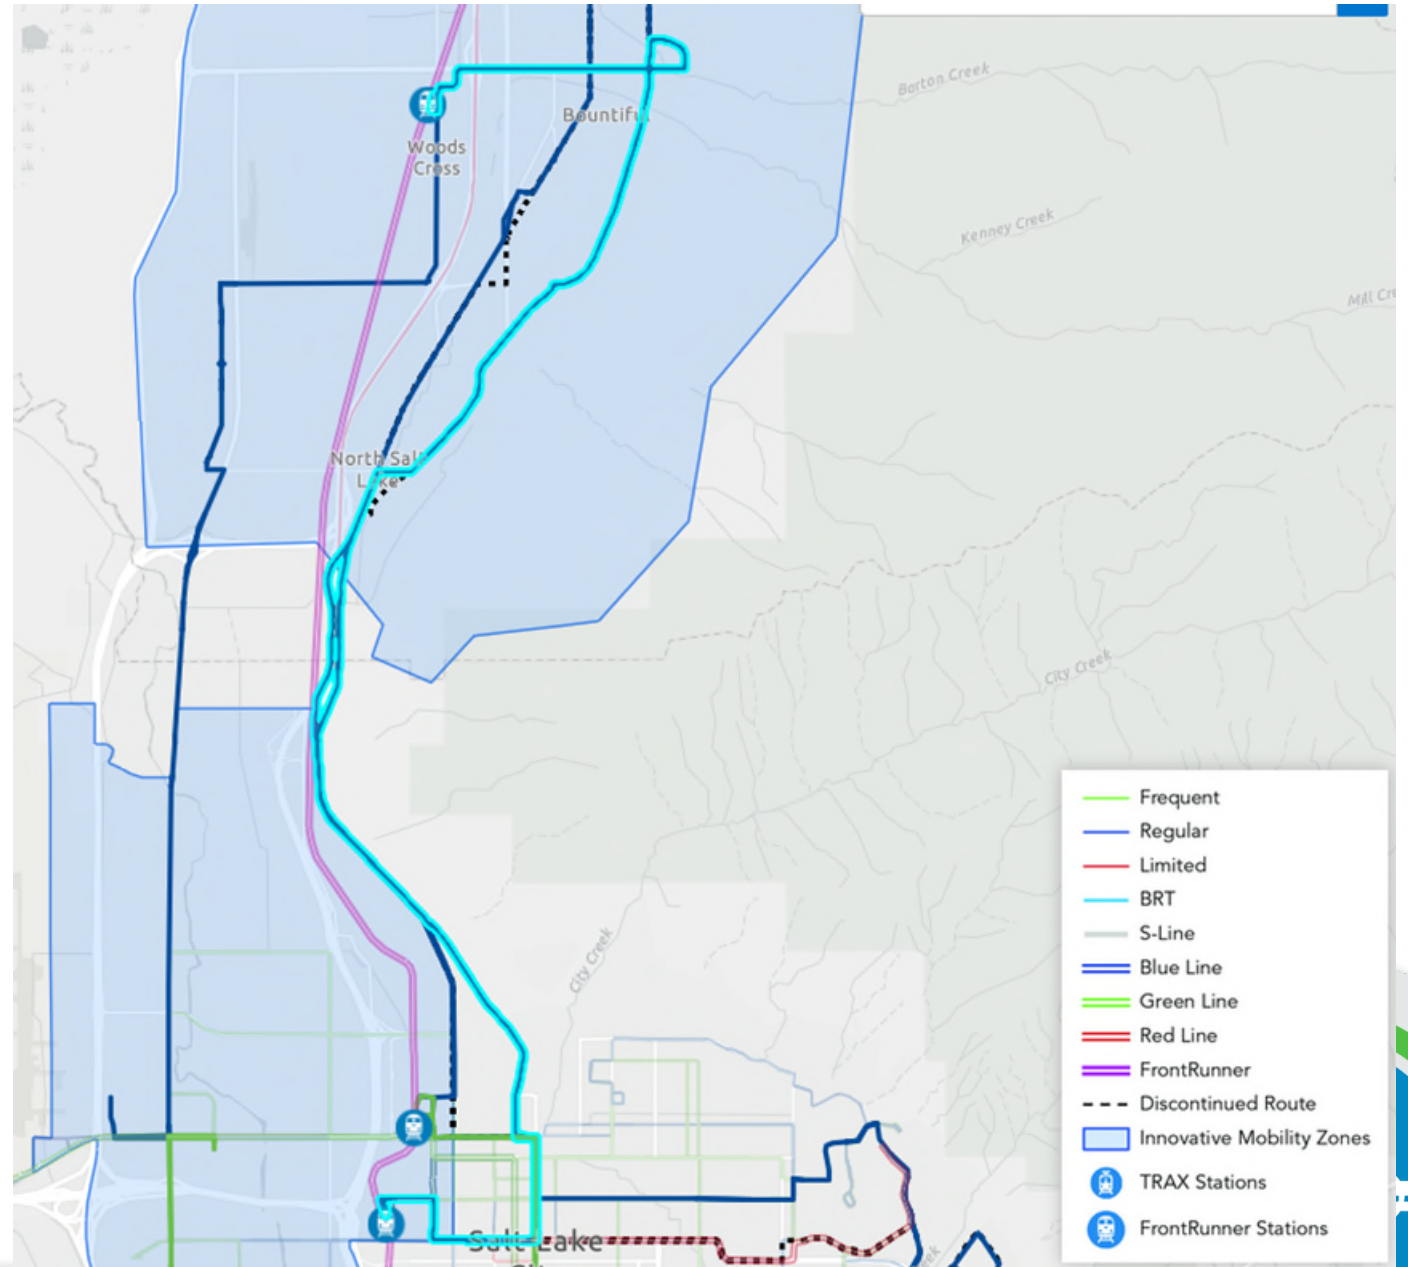 Barton Creek
Bountiful
Woods
Cross
Kenney Creek
Mill Cre
North Salt
Lake
City Creek
City Creek
Salt Lake
Frequent
Regular
Limited
BRT
S-Line
Blue Line
Green Line
Red Line
FrontRunner
Discontinued Route
Innovative Mobility Zones
TRAX Stations
FrontRunner Stations